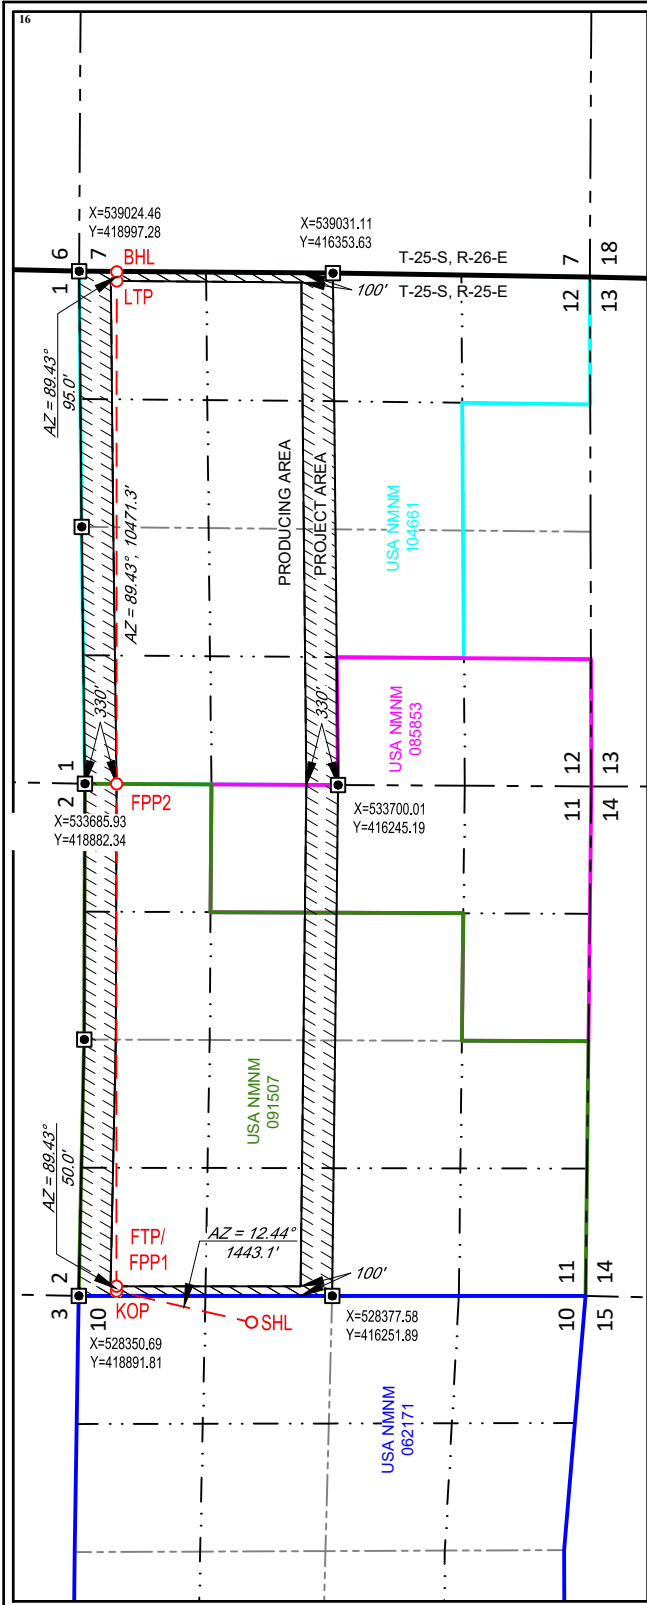 16
X=539024.46
Y=418997.28
X=539031.11
Y=416353.63
6
7
1
BHL
LTP
T-25-S, R-26-E
T-25-S, R-25-E
7
18
12
13
100'
AZ = 89.43°
95.0'
AZ = 89.43°, 10471.3'
PRODUCING AREA
PROJECT AREA
USA NMNM
104661
330'
330'
USA NMNM
085853
1
2
FPP2
12
13
11
14
X=533685.93
Y=418882.34
X=533700.01
Y=416245.19
USA NMNM
091507
AZ = 89.43°
50.0'
FTP/
FPP1
AZ = 12.44°
1443.1'
2
3
10
KOP
SHL
100'
11
14
10
15
X=528350.69
Y=418891.81
X=528377.58
Y=416251.89
USA NMNM
062171